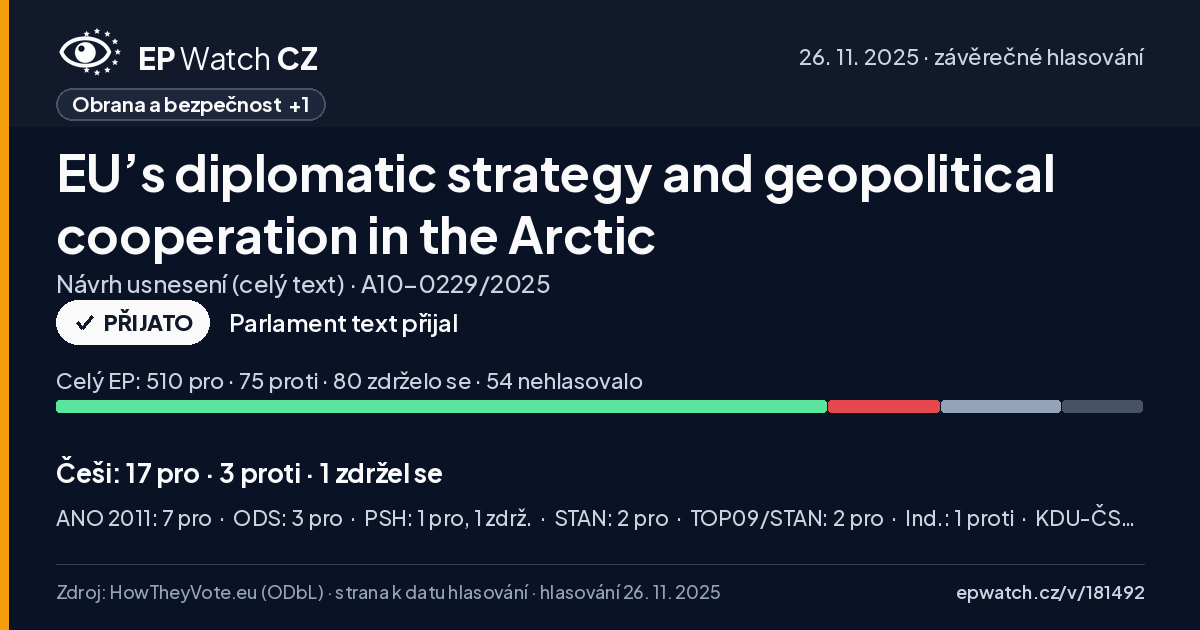 EP Watch CZ
26. 11. 2025 · závěrečné hlasování
Obrana a bezpečnost +1
EU’s diplomatic strategy and geopolitical
cooperation in the Arctic
Návrh usnesení (celý text) · A10–0229/2025
✓ PŘIJATO Parlament text přijal
Celý EP: 510 pro · 75 proti · 80 zdrželo se · 54 nehlasovalo
Češi: 17 pro · 3 proti · 1 zdržel se
ANO 2011: 7 pro · ODS: 3 pro · PSH: 1 pro, 1 zdrž. · STAN: 2 pro · TOP09/STAN: 2 pro · Ind.: 1 proti · KDU-ČS…
Zdroj: HowTheyVote.eu (ODbL) · strana k datu hlasování · hlasování 26. 11. 2025
epwatch.cz/v/181492